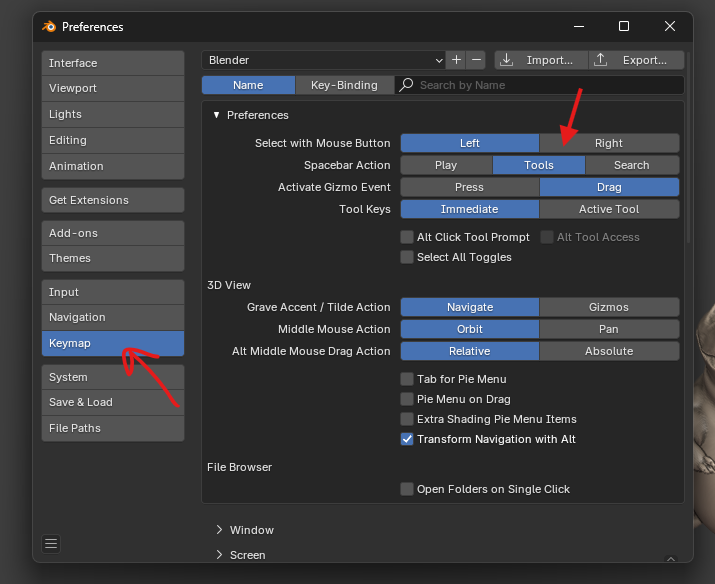 Preferences
Interface
Viewport
Lights
Editing
Animation
Get Extensions
Add-ons
Themes
Input
Navigation
Keymap
System
Save & Load
File Paths
Blender
Import...
Export...
Name
Key-Binding
Search by Name
Preferences
Select with Mouse Button Left Right
Spacebar Action Play Tools Search
Activate Gizmo Event Press Drag
Tool Keys Immediate Active Tool
Alt Click Tool Prompt Alt Tool Access
Select All Toggles
3D View
Grave Accent / Tilde Action Navigate Gizmos
Middle Mouse Action Orbit Pan
Alt Middle Mouse Drag Action Relative Absolute
Tab for Pie Menu
Pie Menu on Drag
Extra Shading Pie Menu Items
Transform Navigation with Alt
File Browser
Open Folders on Single Click
Window
Screen